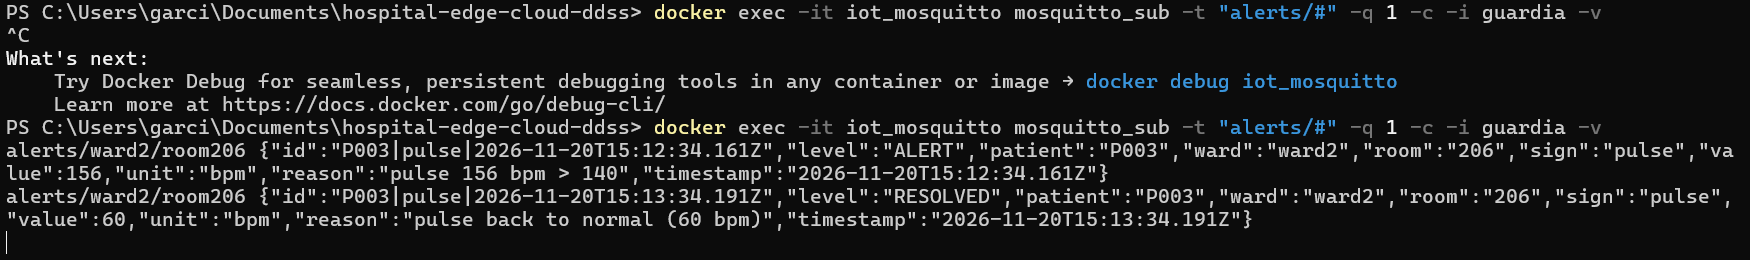 PS C:\Users\garci\Documents\hospital-edge-cloud-ddss> docker exec -it iot_mosquitto mosquitto_sub -t "alerts/#" -q 1 -c -i guardia -v
^C
What's next:
    Try Docker Debug for seamless, persistent debugging tools in any container or image → docker debug iot_mosquitto
    Learn more at https://docs.docker.com/go/debug-cli/
PS C:\Users\garci\Documents\hospital-edge-cloud-ddss> docker exec -it iot_mosquitto mosquitto_sub -t "alerts/#" -q 1 -c -i guardia -v
alerts/ward2/room206 {"id":"P003|pulse|2026-11-20T15:12:34.161Z","level":"ALERT","patient":"P003","ward":"ward2","room":"206","sign":"pulse","va
lue":156,"unit":"bpm","reason":"pulse 156 bpm > 140","timestamp":"2026-11-20T15:12:34.161Z"}
alerts/ward2/room206 {"id":"P003|pulse|2026-11-20T15:13:34.191Z","level":"RESOLVED","patient":"P003","ward":"ward2","room":"206","sign":"pulse",
"value":60,"unit":"bpm","reason":"pulse back to normal (60 bpm)","timestamp":"2026-11-20T15:13:34.191Z"}